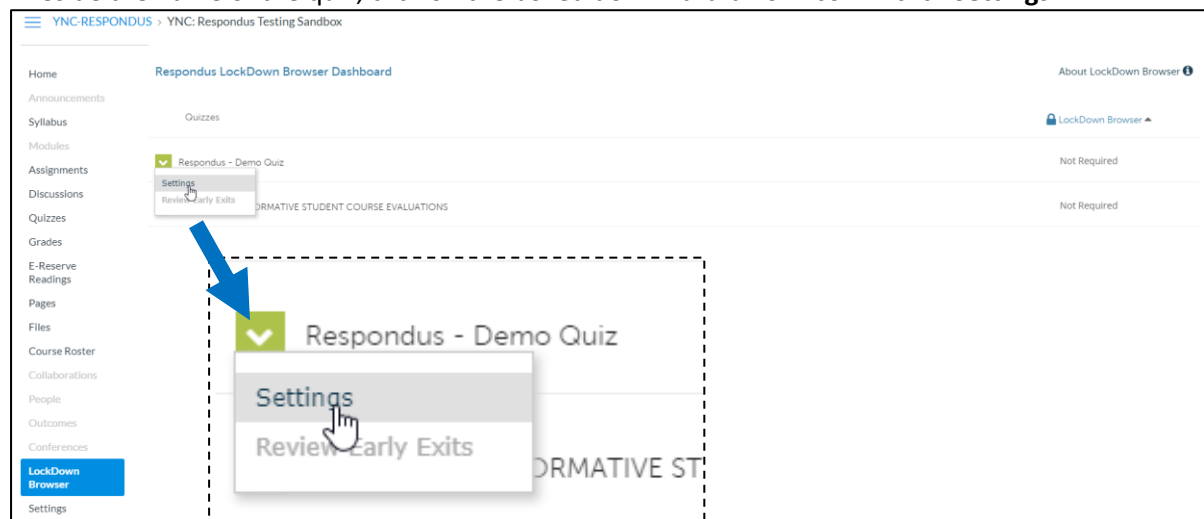 YNC-RESPONDUS > YNC: Respondus Testing Sandbox
Home
Announcements
Syllabus
Modules
Assignments
Discussions
Quizzes
Grades
E-Reserve
Readings
Pages
Files
Course Roster
Collaborations
People
Outcomes
Conferences
LockDown
Browser
Settings
Respondus LockDown Browser Dashboard
About LockDown Browser
Quizzes
LockDown Browser
Respondus - Demo Quiz
Not Required
Settings
Review Early Exits
ORMATIVE STUDENT COURSE EVALUATIONS
Not Required
Respondus - Demo Quiz
Settings
Review Early Exits
ORMATIVE ST